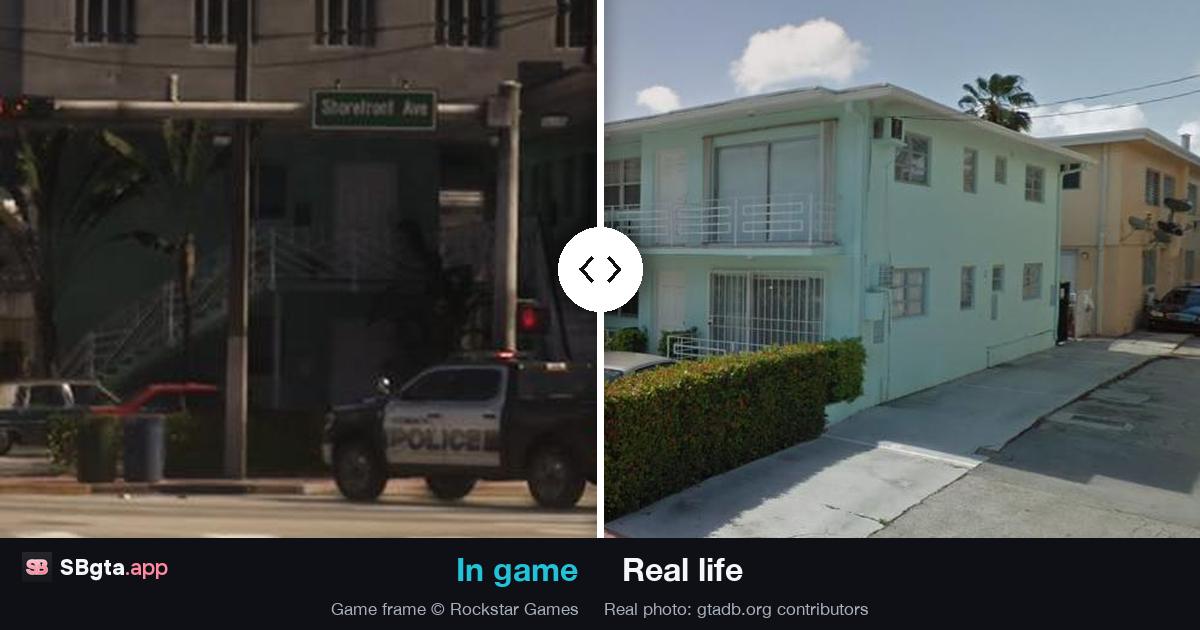 Shorefront Ave
POLICE
SB SBgta.app
In game
Real life
Game frame © Rockstar Games
Real photo: gtadb.org contributors